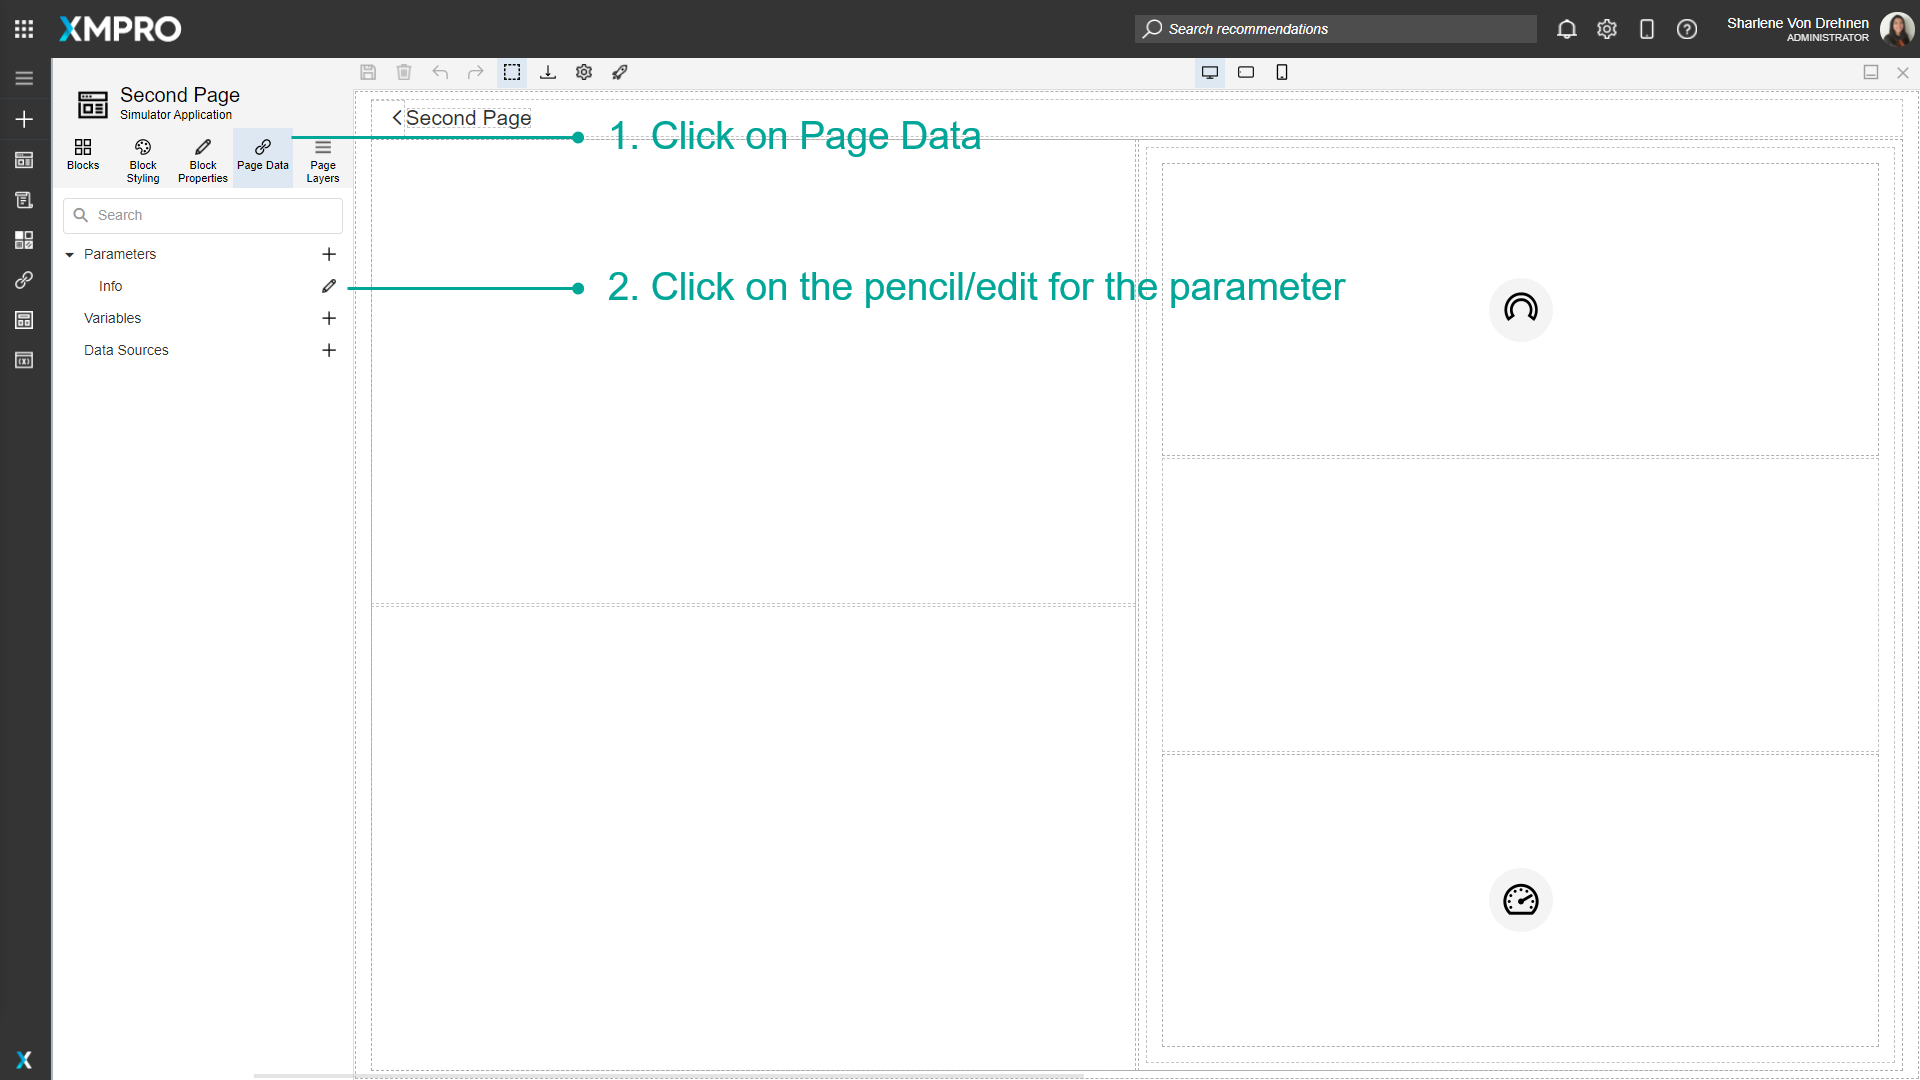 XMPRO
Search recommendations
Sharlene Von Drehnen
ADMINISTRATOR
Second Page
Simulator Application
Blocks
Block
Styling
Block
Properties
Page Data
Page
Layers
Search
Parameters
Info
Variables
Data Sources
Second Page
1. Click on Page Data
2. Click on the pencil/edit for the parameter